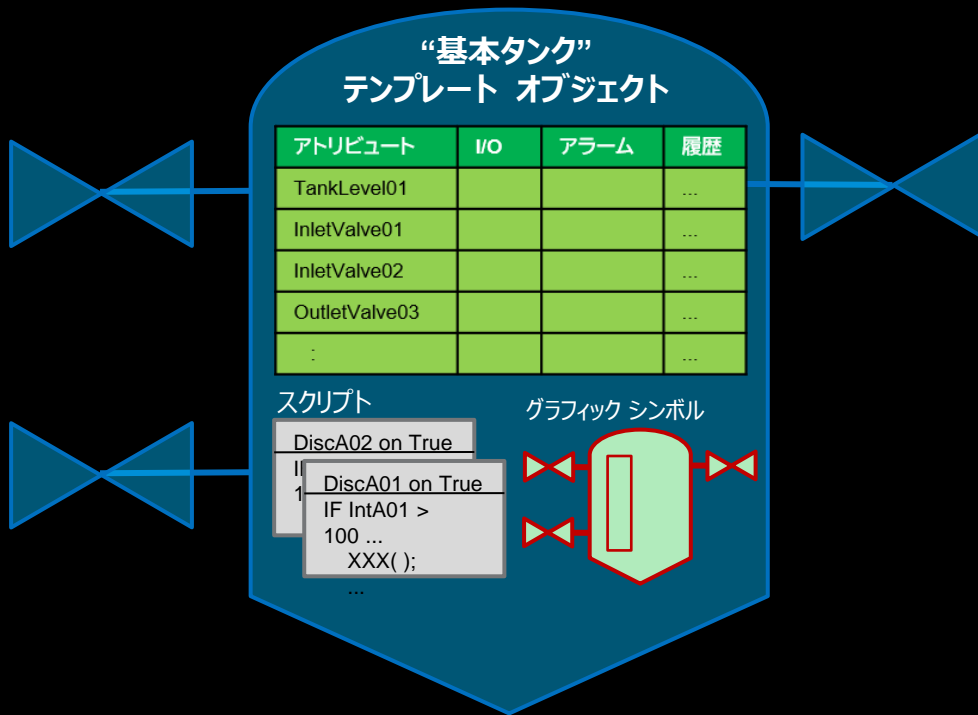 “基本タンク”
テンプレート オブジェクト
アトリビュート I/O アラーム 履歴
TankLevel01 ...
InletValve01 ...
InletValve02 ...
OutletValve03 ...
: ...
スクリプト
グラフィック シンボル
DiscA02 on True
DiscA01 on True
IF IntA01 >
100 ...
XXX( );
...